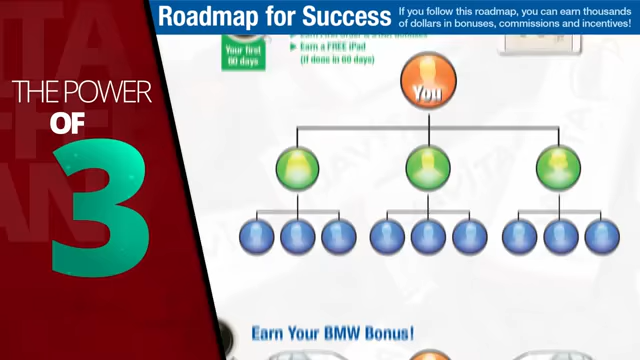 Roadmap for Success
If you follow this roadmap, you can earn thousands
of dollars in bonuses, commissions and incentives!
Your first
60 days
► Earn a FREE iPad
(if done in 60 days)
You
THE POWER
OF
3
Earn Your BMW Bonus!